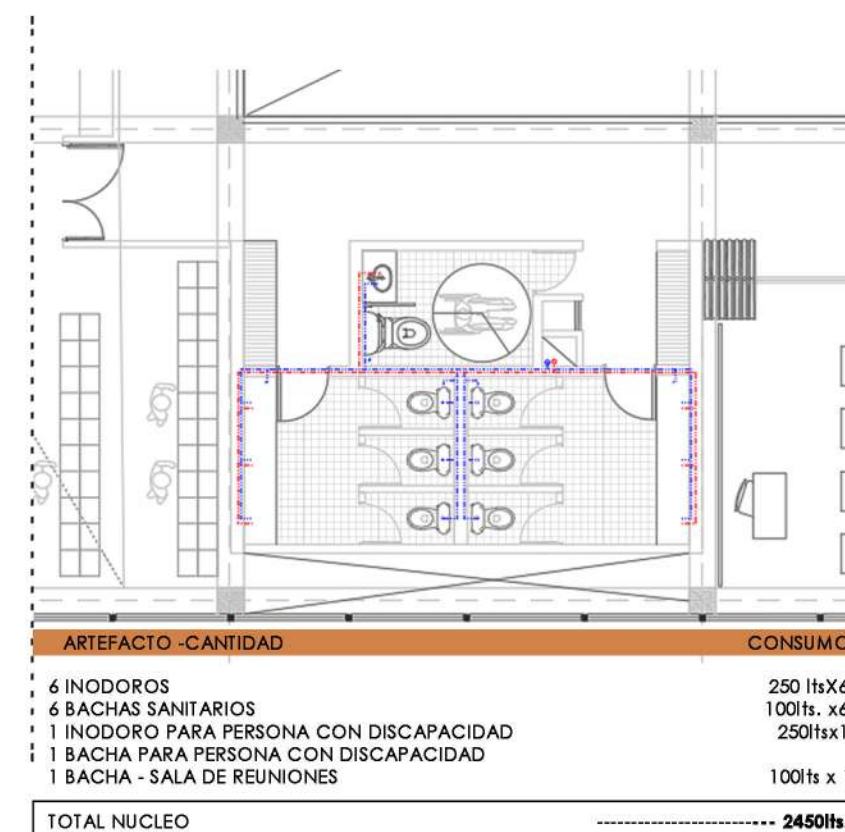 ARTEFACTO -CANTIDAD CONSUMO
6 INODOROS 250 ltsX6
6 BACHAS SANITARIOS 100lts. x6
1 INODORO PARA PERSONA CON DISCAPACIDAD 250ltsx1
1 BACHA PARA PERSONA CON DISCAPACIDAD
1 BACHA - SALA DE REUNIONES 100lts x 1
TOTAL NUCLEO -------------------------- 2450lts